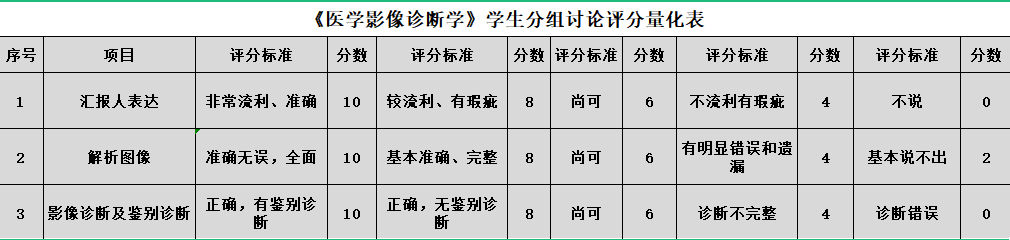 《医学影像诊断学》学生分组讨论评分量化表
序号 项目 评分标准 分数 评分标准 分数 评分标准 分数 评分标准 分数 评分标准 分数
1 汇报人表达 非常流利、准确 10 较流利、有瑕疵 8 尚可 6 不流利有瑕疵 4 不说 0
2 解析图像 准确无误，全面 10 基本准确、完整 8 尚可 6 有明显错误和遗
漏 4 基本说不出 2
3 影像诊断及鉴别诊断 正确，有鉴别诊
断 10 正确，无鉴别诊
断 8 尚可 6 诊断不完整 4 诊断错误 0